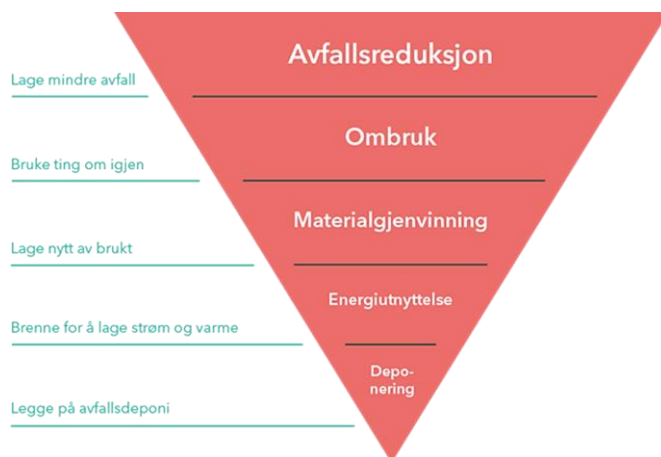 Avfallsreduksjon
Lage mindre avfall
Ombruk
Bruke ting om igjen
Materialgjenvinning
Lage nytt av brukt
Energiutnyttelse
Brenne for å lage strøm og varme
Depo-
nering
Legge på avfallsdeponi